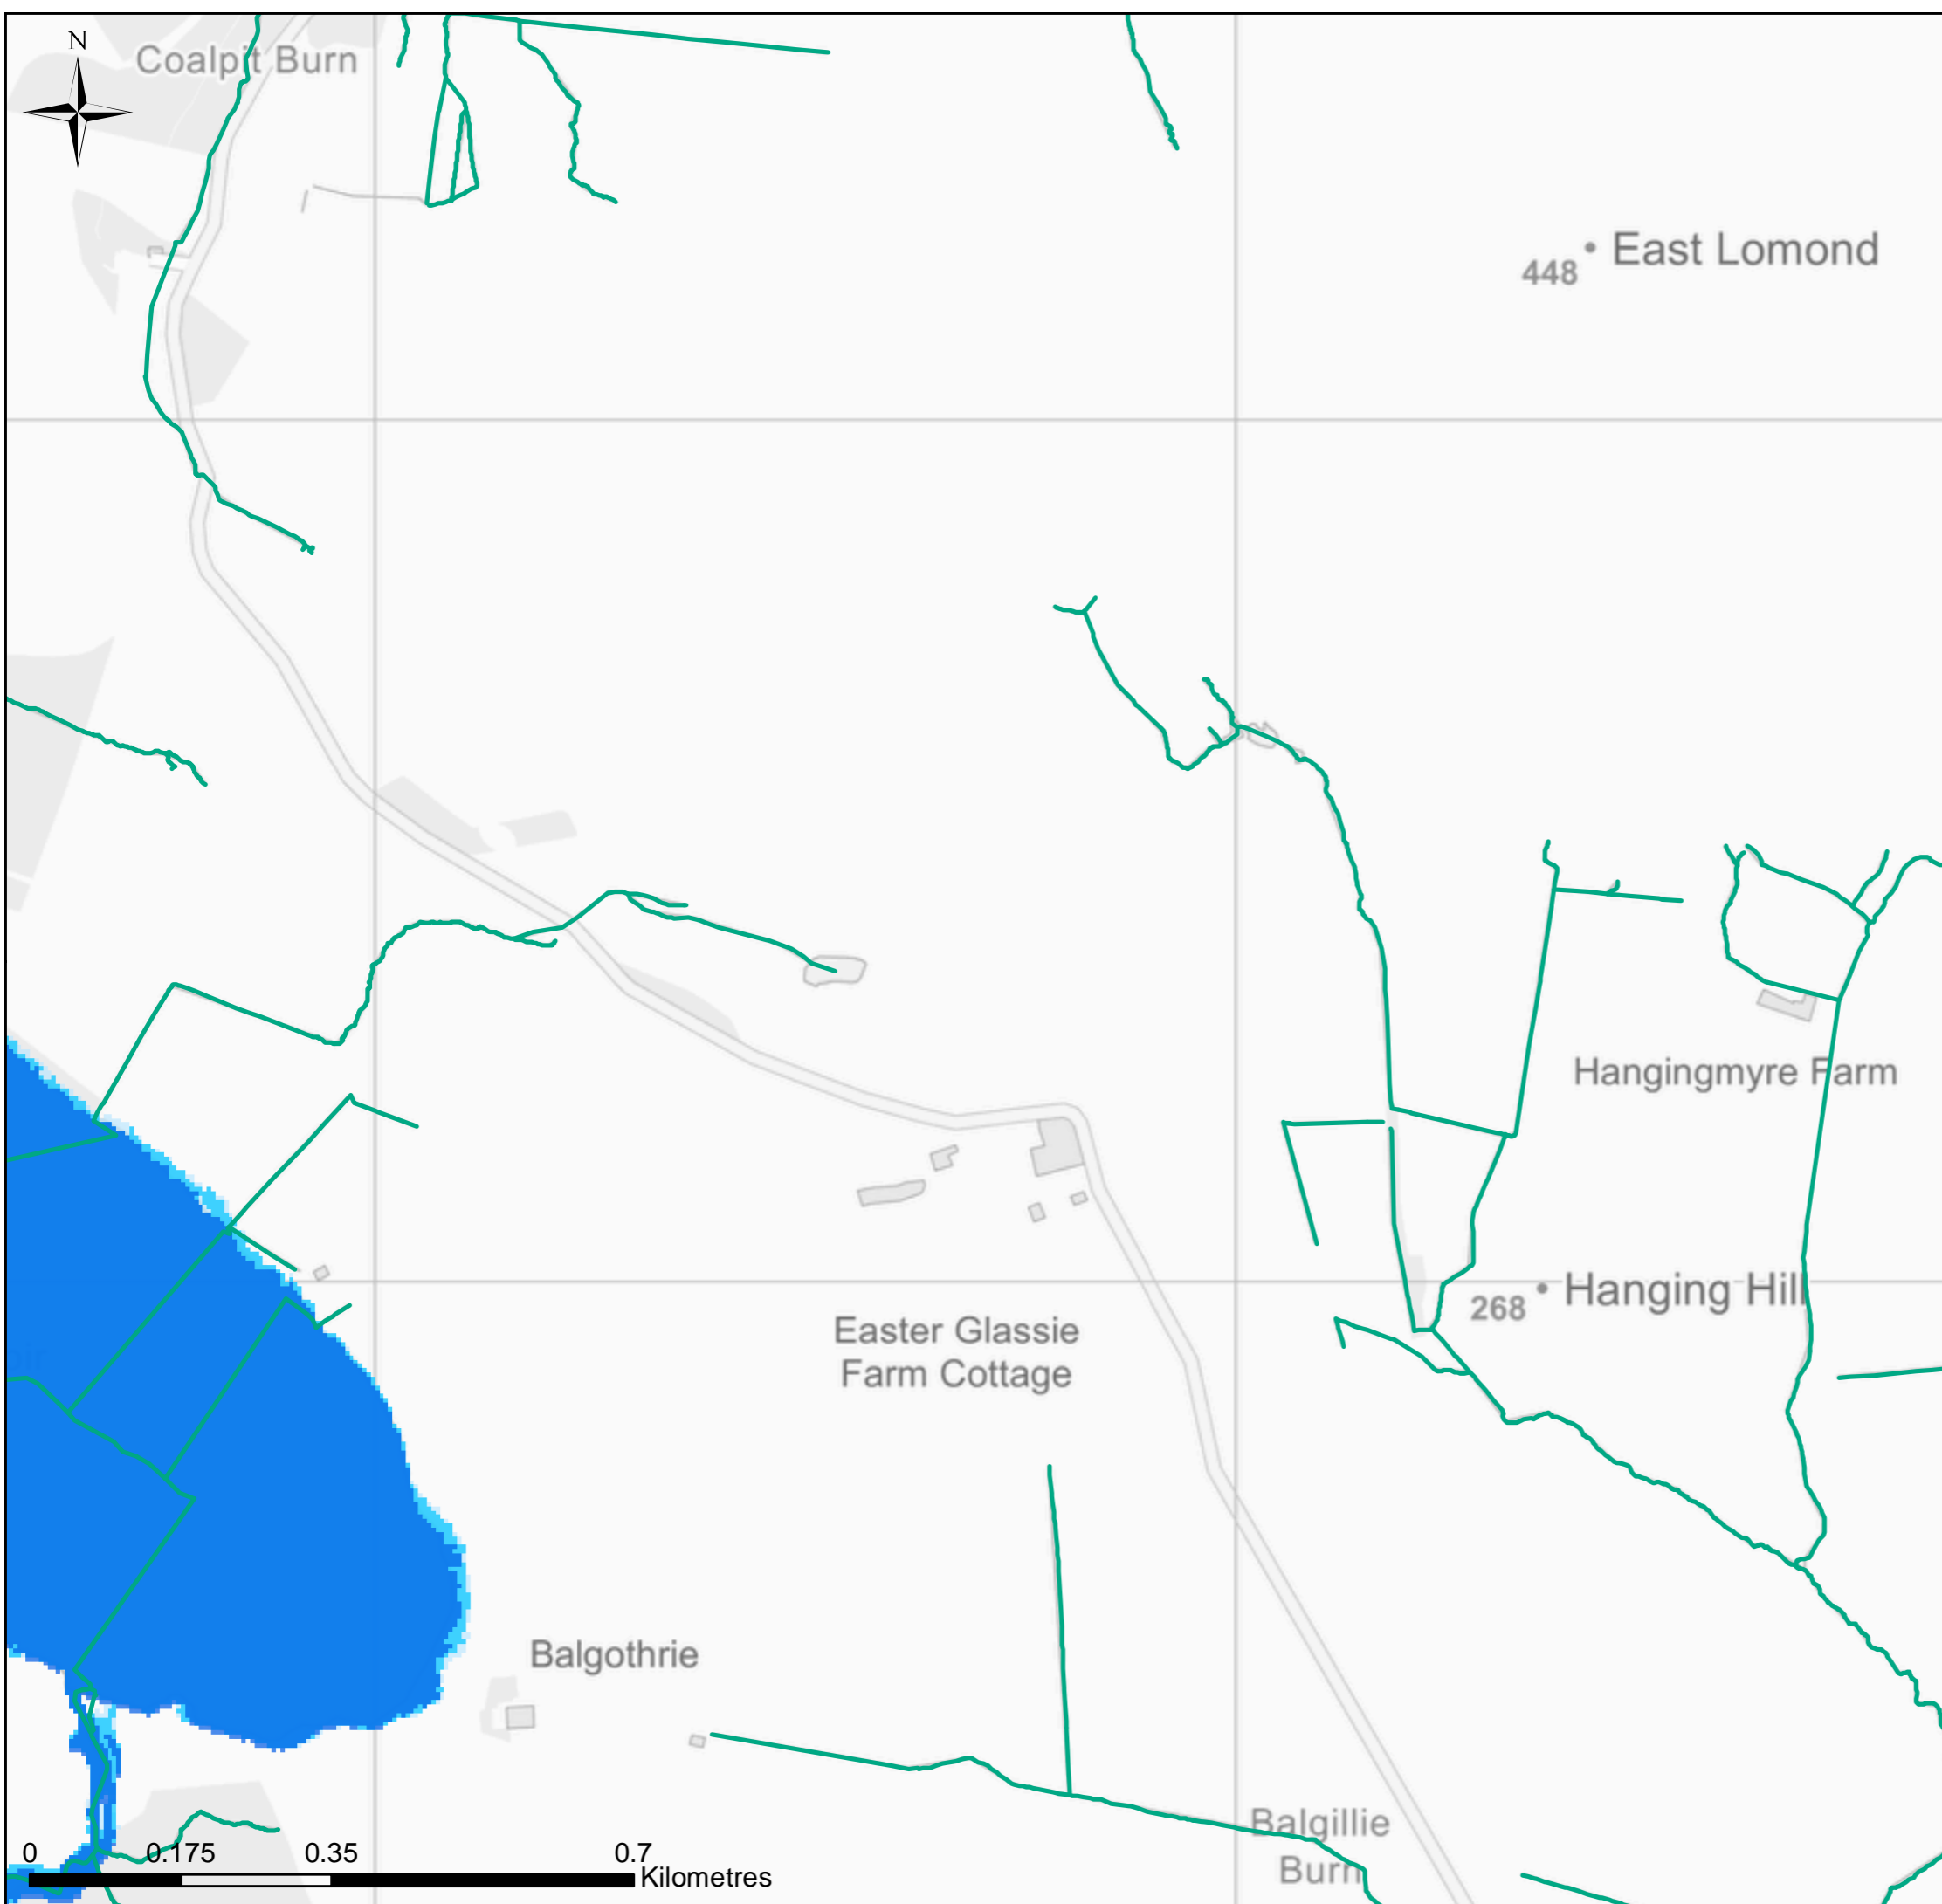 N
Coalpit Burn
448
East Lomond
Hangingmyre Farm
268
Hanging Hill
Easter Glassie
Farm Cottage
Balgothrie
Balgillie
Burn
0 0.175 0.35 0.7
Kilometres